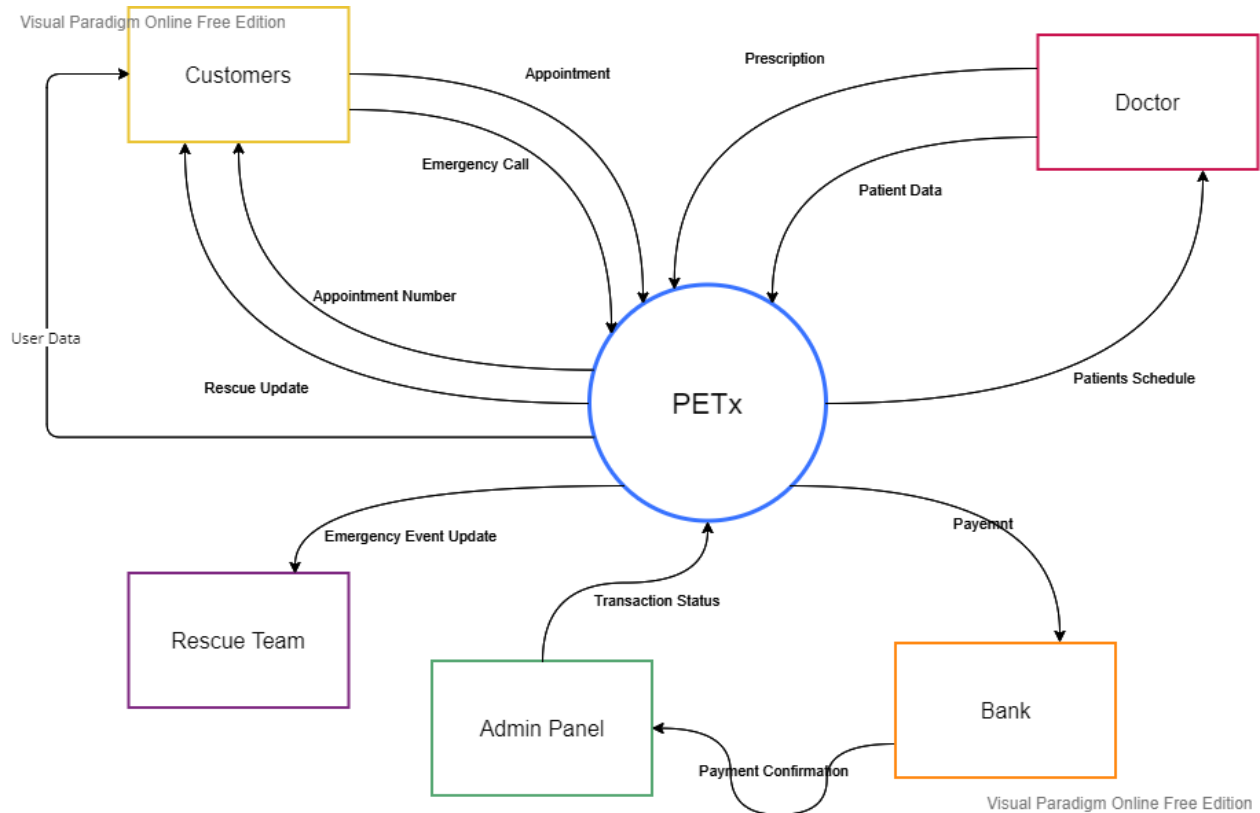 Visual Paradigm Online Free Edition
Customers
Appointment
Prescription
Doctor
Emergency Call
Patient Data
Appointment Number
User Data
Rescue Update
PETx
Patients Schedule
Emergency Event Update
Payemnt
Transaction Status
Rescue Team
Admin Panel
Bank
Payment Confirmation
Visual Paradigm Online Free Edition